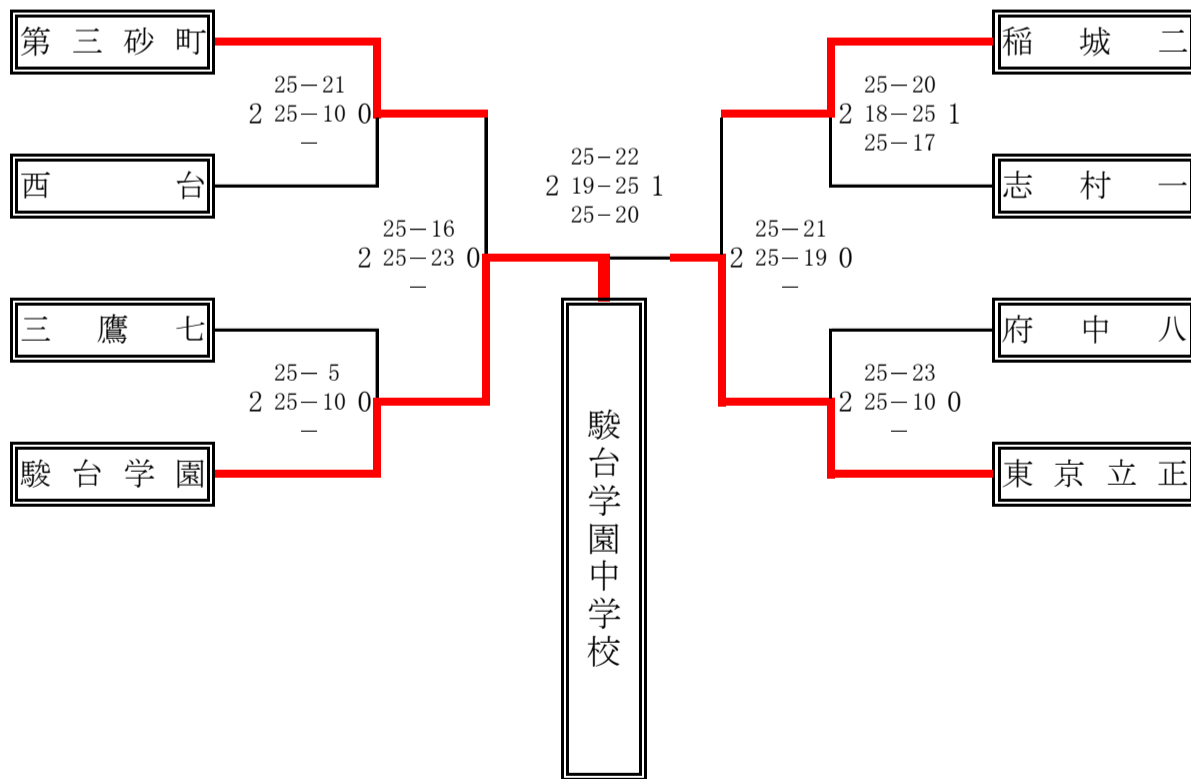 第三砂町
25-21
2 25-10 0
-
西台
25-16
2 25-23 0
-
三鷹七
25- 5
2 25-10 0
-
駿台学園
25-22
2 19-25 1
25-20
駿台学園中学校
稲城二
25-20
2 18-25 1
25-17
志村一
25-21
2 25-19 0
-
府中八
25-23
2 25-10 0
-
東京立正